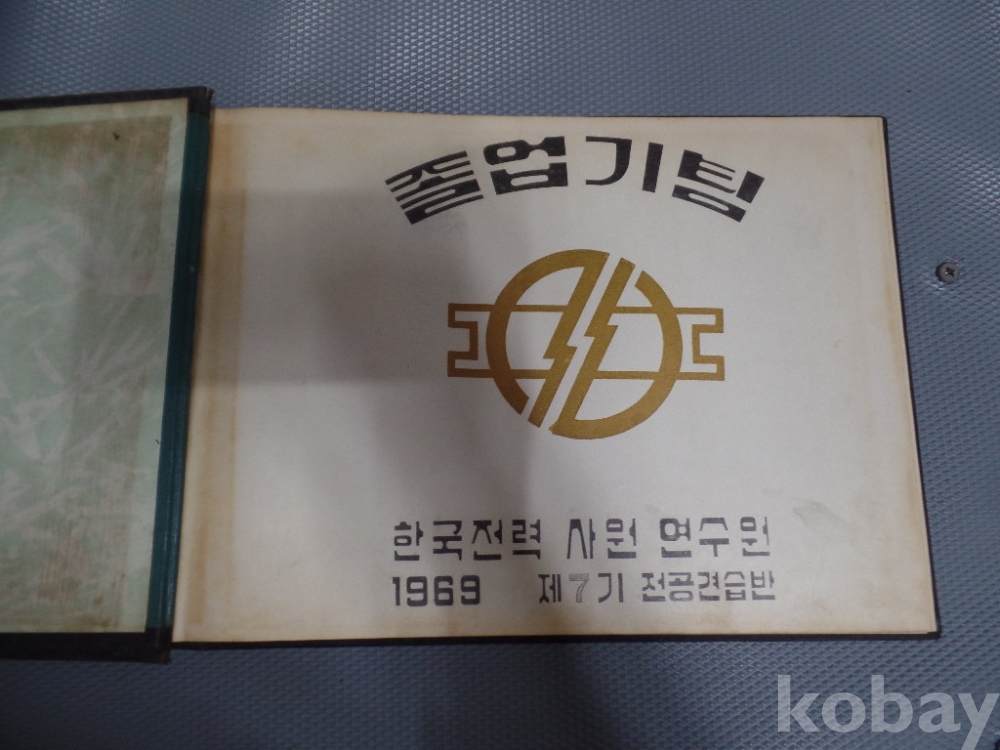 졸업기팀
한국전력 사원 연수원
1969 제7기 전공견습반
kobay